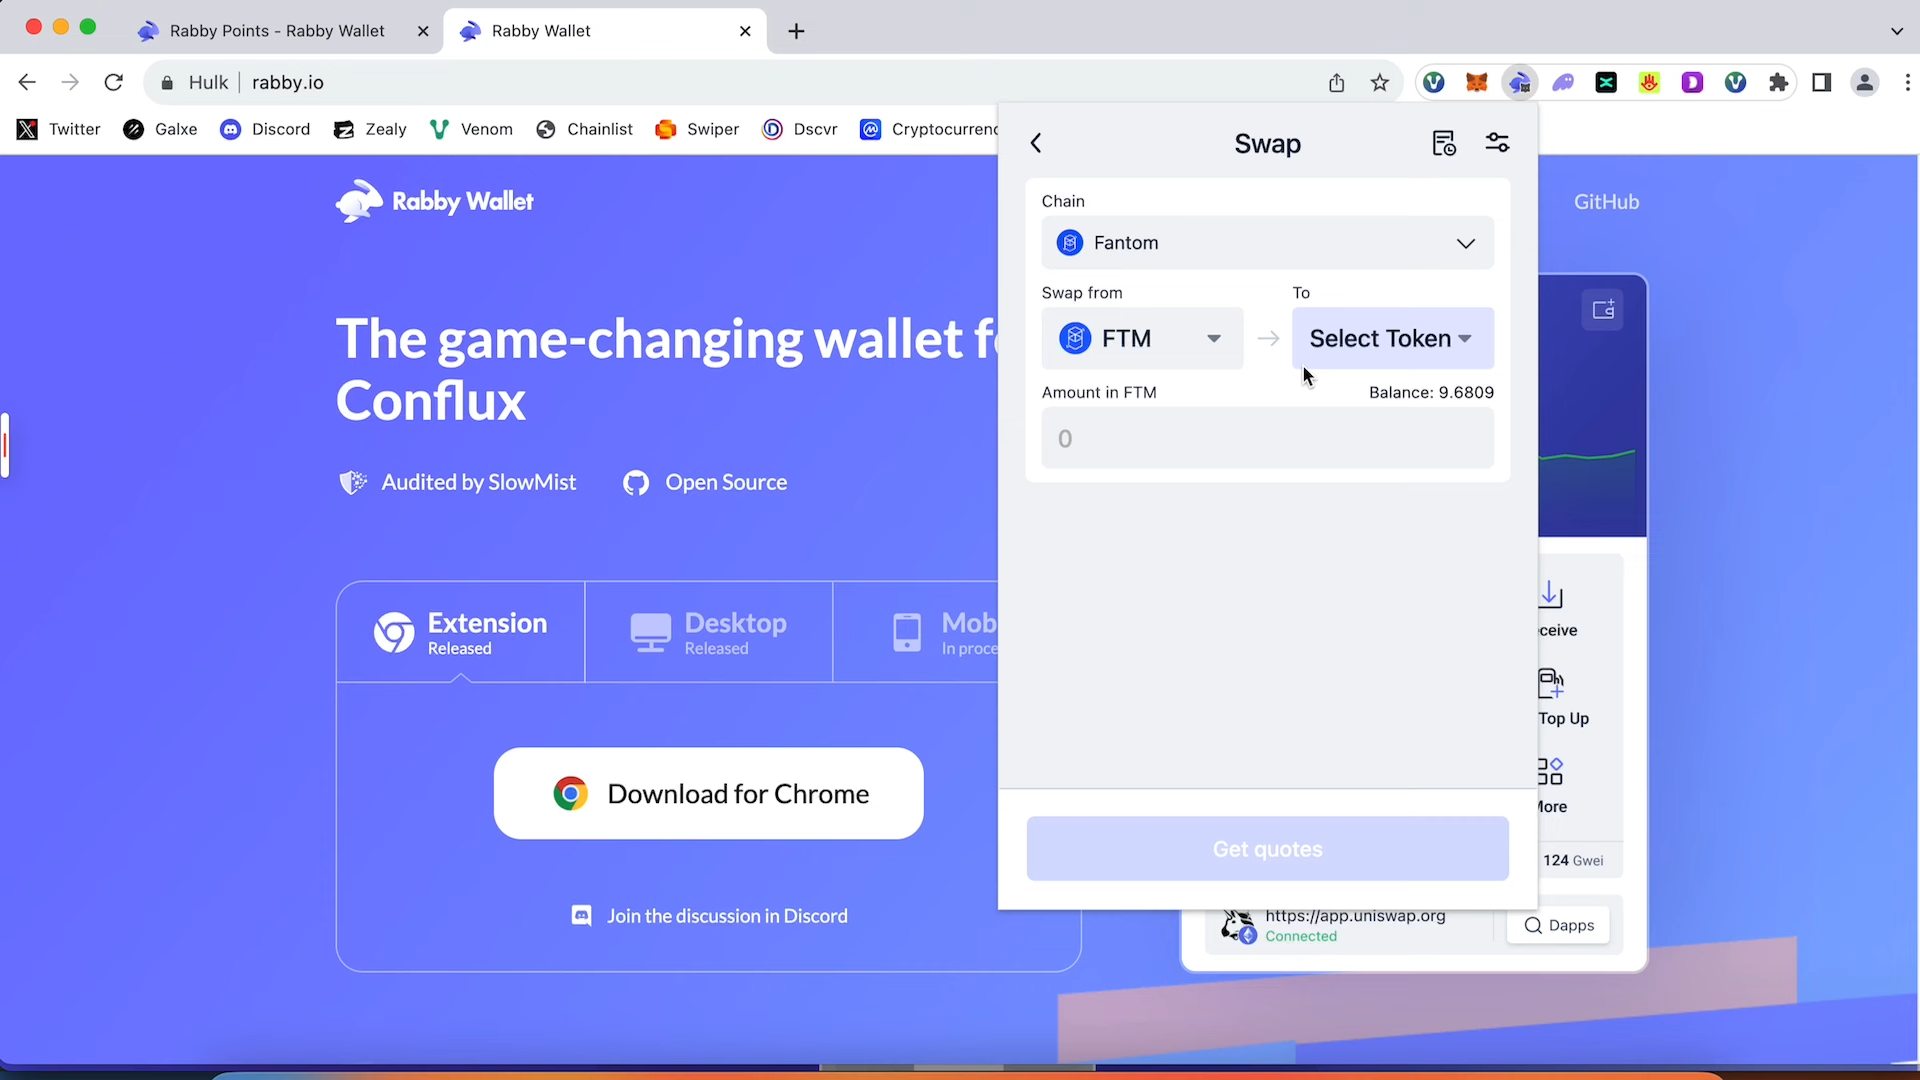 Rabby Points - Rabby Wallet
Rabby Wallet
Hulk
rabby.io
Twitter
Galxe
Discord
Zealy
Venom
Chainlist
Swiper
Dscvr
Cryptocurrenc
Rabby Wallet
GitHub
The game-changing wallet f
Conflux
Audited by SlowMist
Open Source
Extension
Released
Desktop
Released
Mob
In proce
Download for Chrome
Join the discussion in Discord
Swap
Chain
Fantom
Swap from
To
FTM
Select Token
Amount in FTM
Balance: 9.6809
0
Get quotes
ceive
Top Up
More
124 Gwei
https://app.uniswap.org
Connected
Dapps